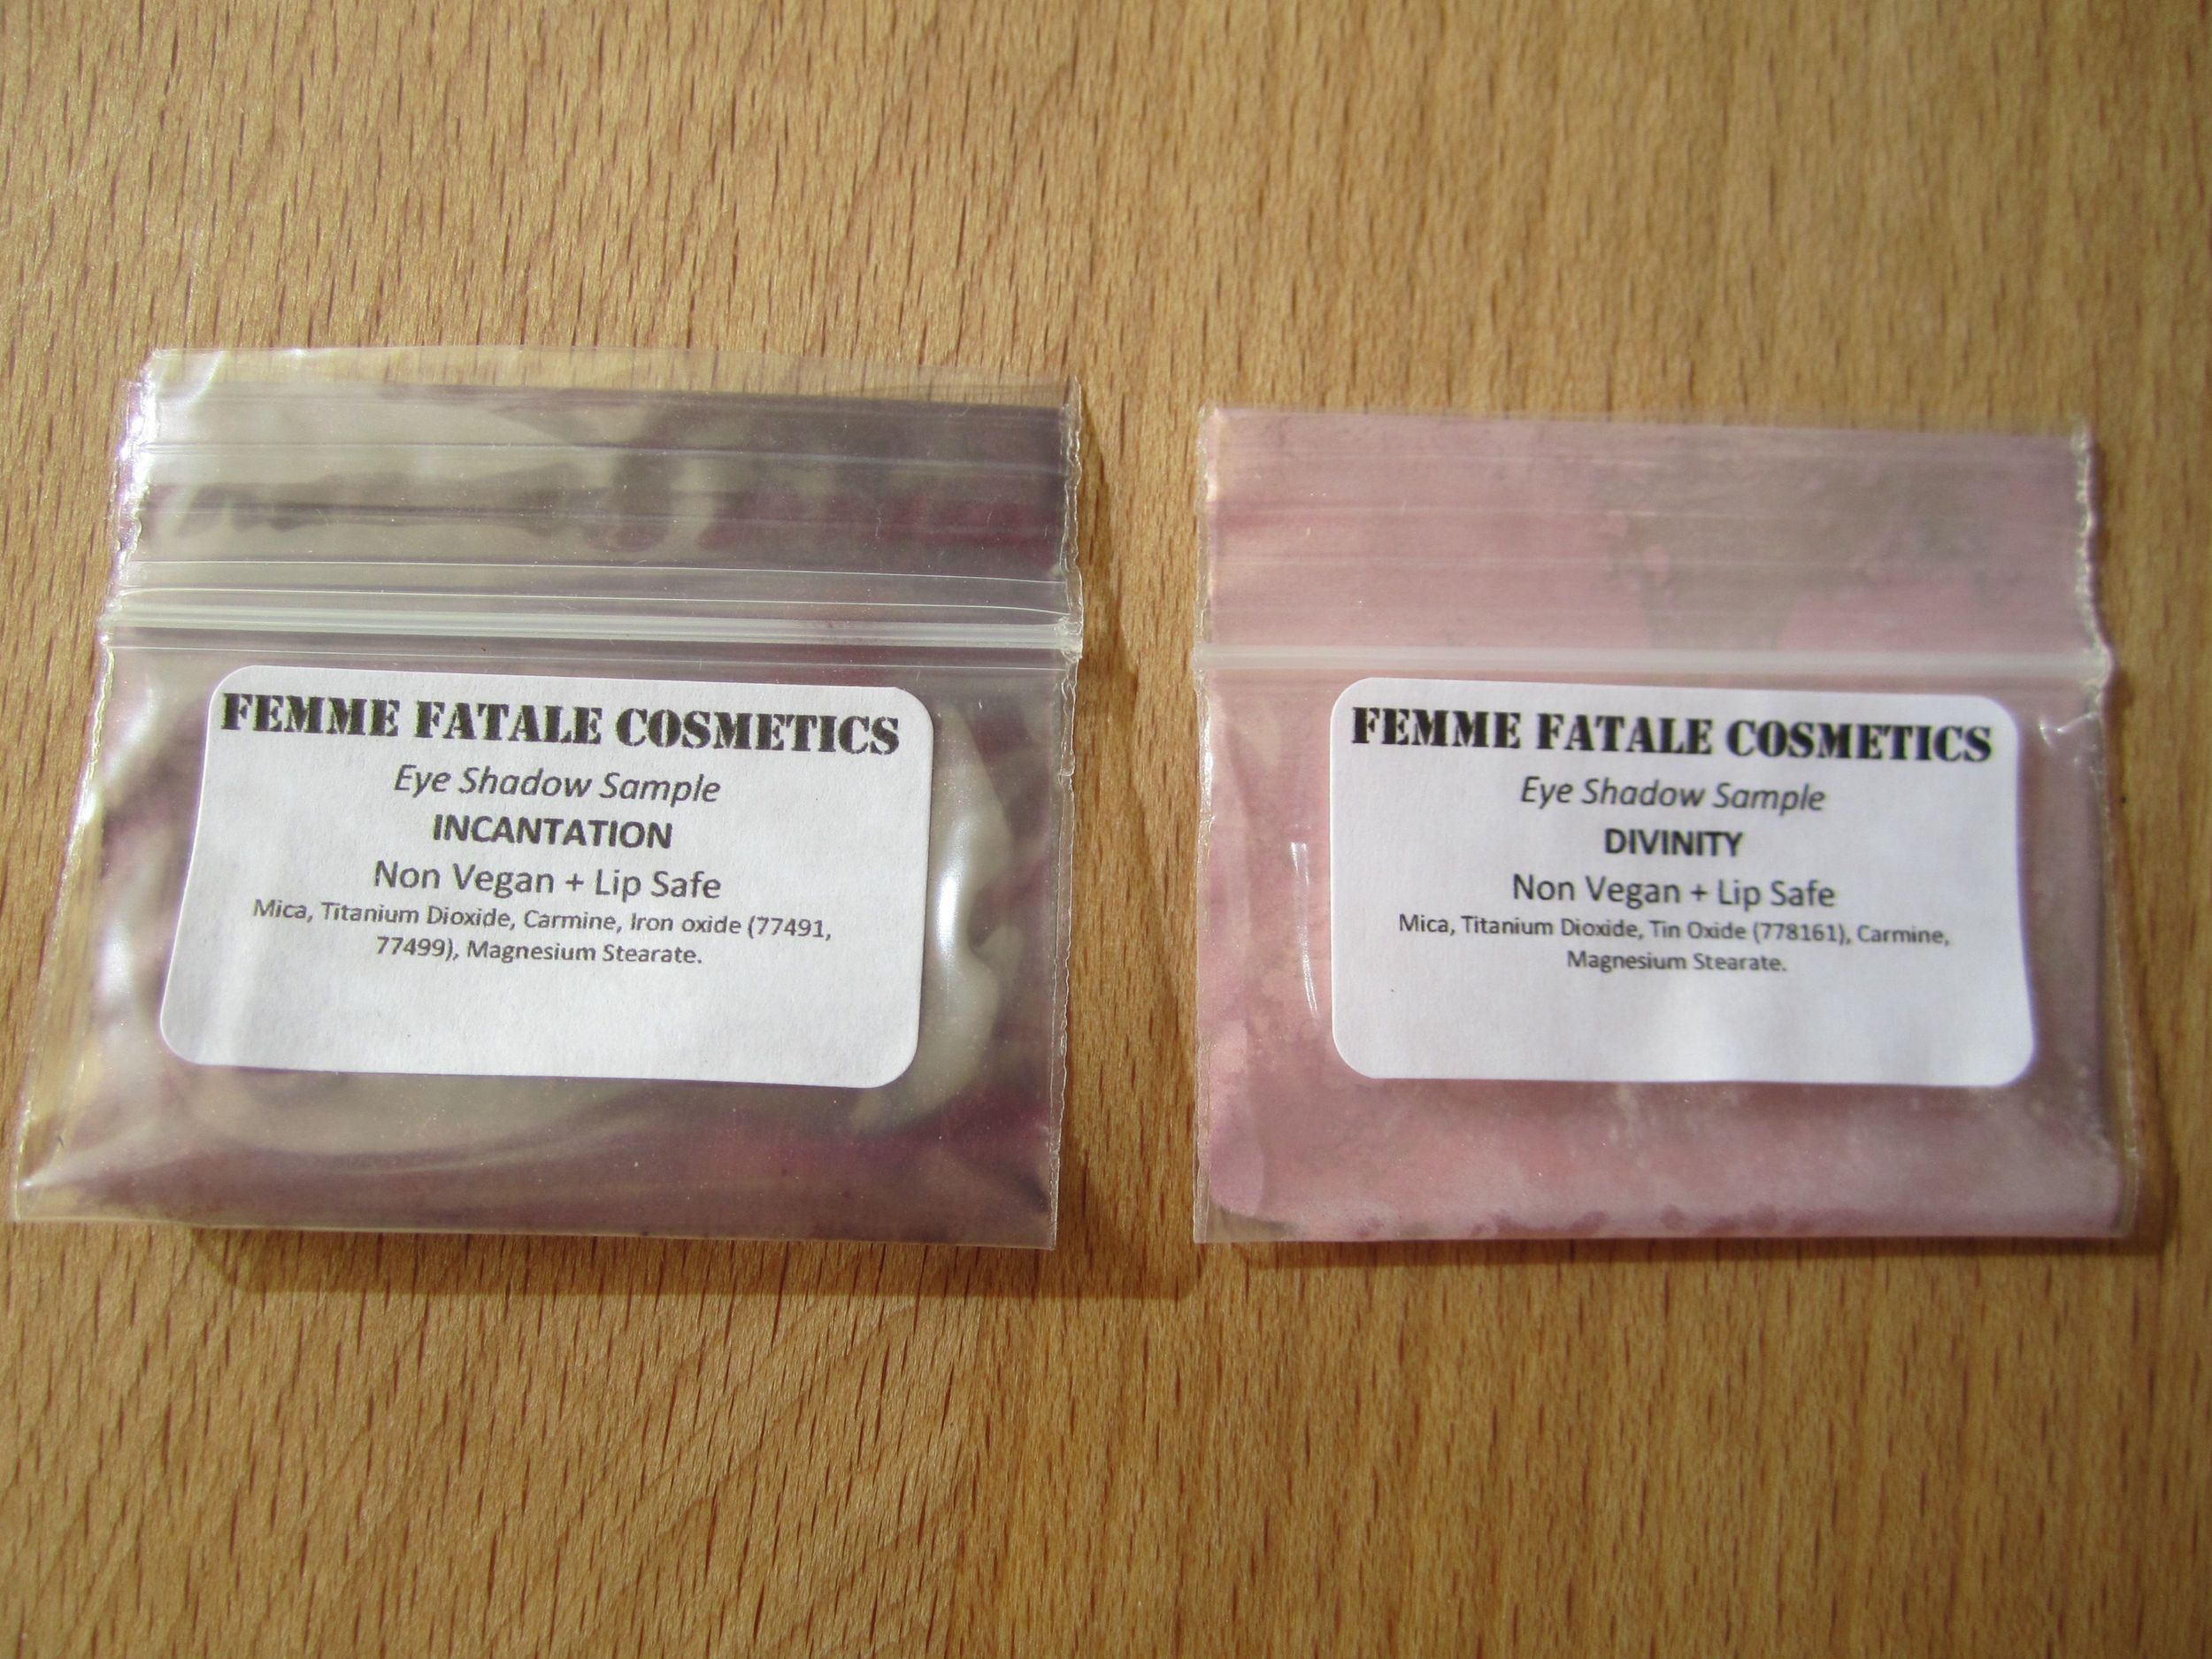 FEMME FATALE COSMETICS
Eye Shadow Sample
INCANTATION
Non Vegan + Lip Safe
Mica, Titanium Dioxide, Carmine, Iron oxide (77491,
77499), Magnesium Stearate.
FEMME FATALE COSMETICS
Eye Shadow Sample
DIVINITY
Non Vegan + Lip Safe
Mica, Titanium Dioxide, Tin Oxide (778161), Carmine,
Magnesium Stearate.